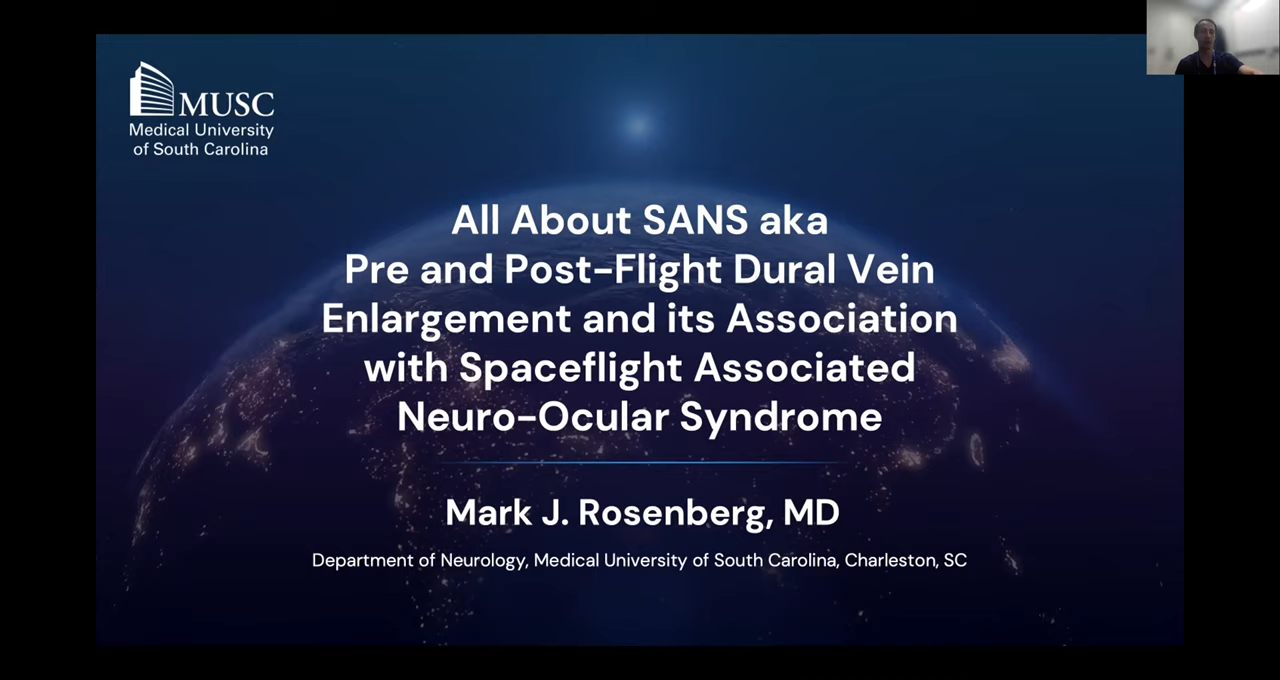 MUSC
Medical University
of South Carolina
All About SANS aka
Pre and Post-Flight Dural Vein
Enlargement and its Association
with Spaceflight Associated
Neuro-Ocular Syndrome
Mark J. Rosenberg, MD
Department of Neurology, Medical University of South Carolina, Charleston, SC